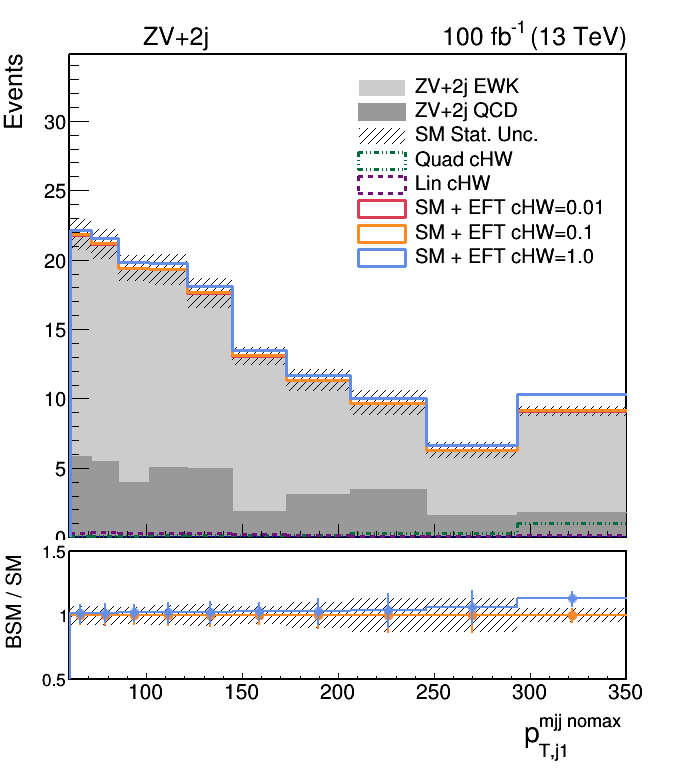 ZV+2j 100 fb-1 (13 TeV)
Events
ZV+2j EWK
ZV+2j QCD
SM Stat. Unc.
Quad cHW
Lin cHW
SM + EFT cHW=0.01
SM + EFT cHW=0.1
SM + EFT cHW=1.0
30
25
20
15
10
5
0
BSM / SM
1.5
1
0.5
100 150 200 250 300 350
p mjj nomax
T,j1